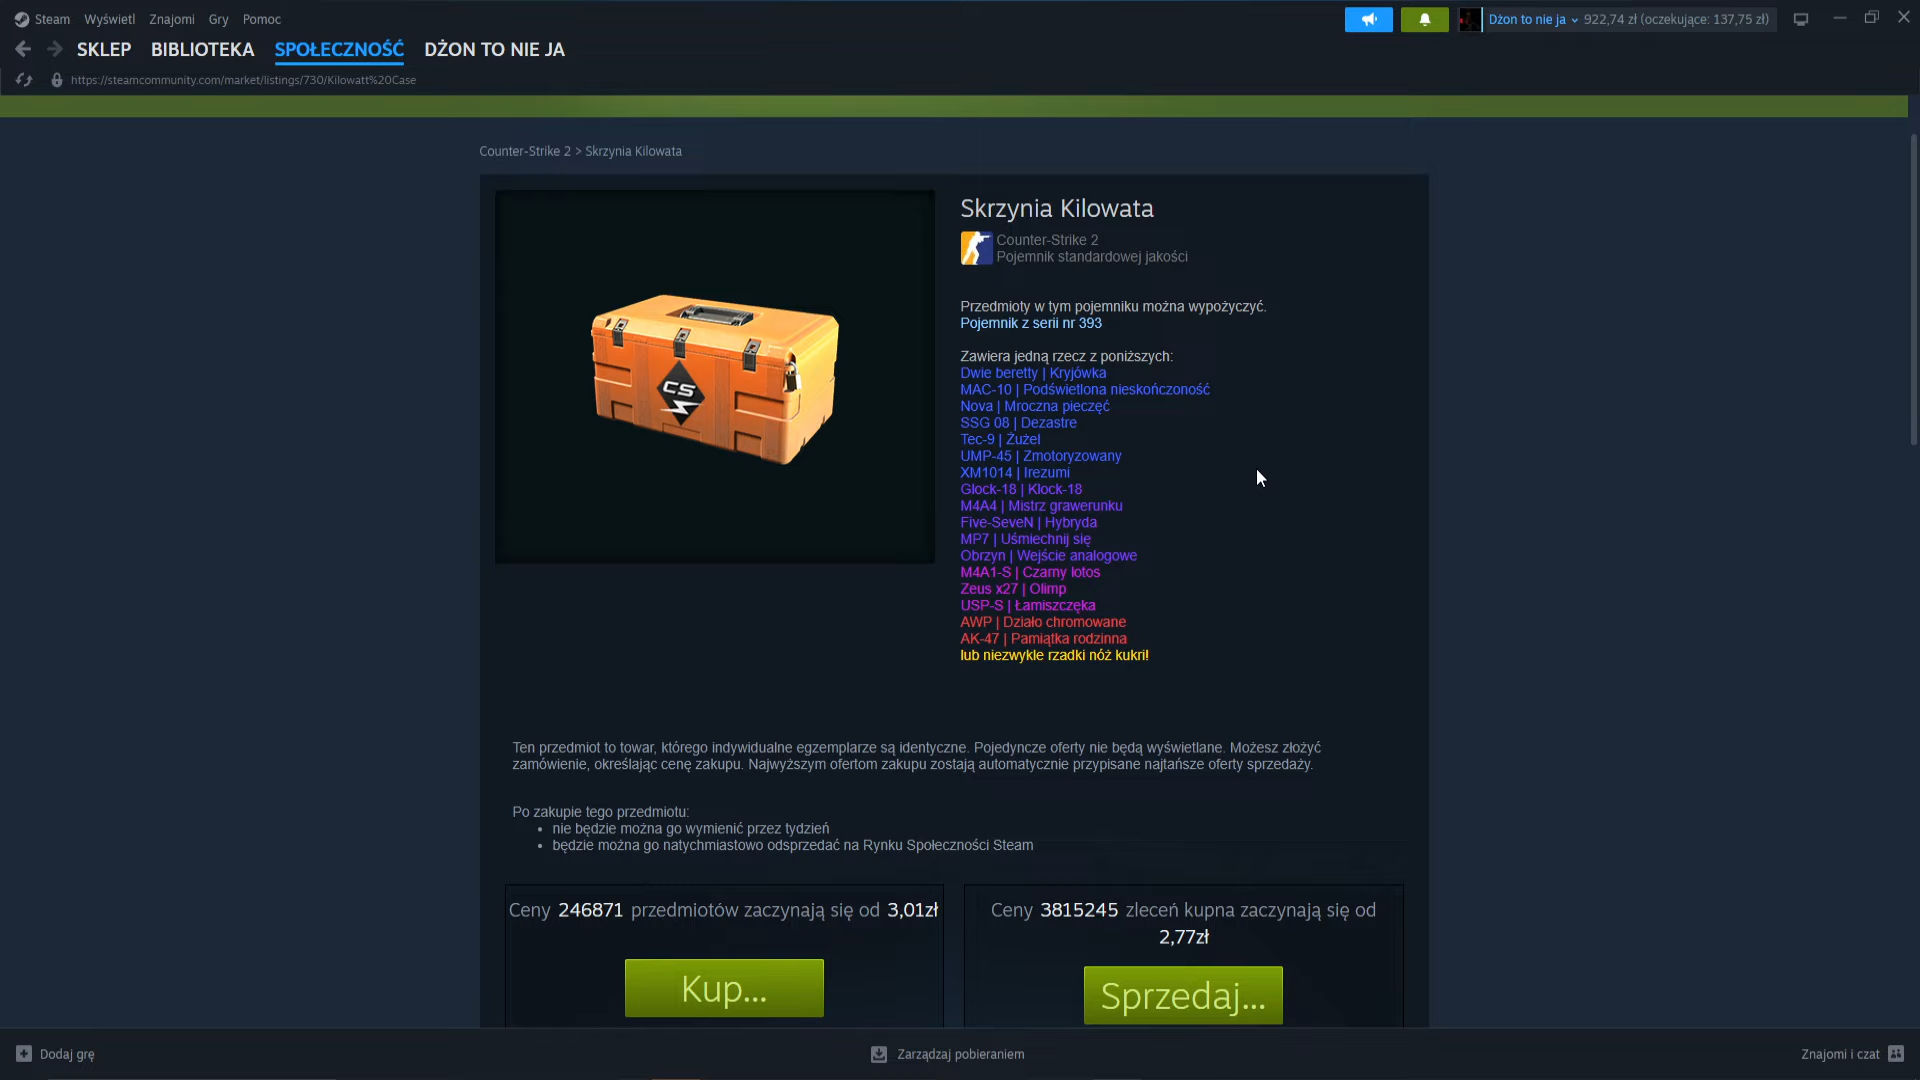 Steam Wyświetl Znajomi Gry Pomoc
Dżon to nie ja 922,74 zł (oczekujące: 137,75 zł)
SKLEP BIBLIOTEKA SPOŁECZNOŚĆ DŻON TO NIE JA
https://steamcommunity.com/market/listings/730/Kilowatt%20Case
Counter-Strike 2 > Skrzynia Kilowata
CS
Skrzynia Kilowata
Counter-Strike 2
Pojemnik standardowej jakości
Przedmioty w tym pojemniku można wypożyczyć.
Pojemnik z serii nr 393
Zawiera jedną rzecz z poniższych:
Dwie beretty | Kryjówka
MAC-10 | Podświetlona nieskończoność
Nova | Mroczna pieczęć
SSG 08 | Dezastre
Tec-9 | Żużel
UMP-45 | Zmotoryzowany
XM1014 | Irezumi
Glock-18 | Klock-18
M4A4 | Mistrz grawerunku
Five-SeveN | Hybryda
MP7 | Uśmiechnij się
Obrzyn | Wejście analogowe
M4A1-S | Czarny lotos
Zeus x27 | Olimp
USP-S | Łamiszczęka
AWP | Działo chromowane
AK-47 | Pamiątka rodzinna
lub niezwykle rzadki nóż kukri!
Ten przedmiot to towar, którego indywidualne egzemplarze są identyczne. Pojedyncze oferty nie będą wyświetlane. Możesz złożyć
zamówienie, określając cenę zakupu. Najwyższym ofertom zakupu zostają automatycznie przypisane najtańsze oferty sprzedaży.
Po zakupie tego przedmiotu:
• nie będzie można go wymienić przez tydzień
• będzie można go natychmiastowo odsprzedać na Rynku Społeczności Steam
Ceny 246871 przedmiotów zaczynają się od 3,01zł
Kup...
Ceny 3815245 zleceń kupna zaczynają się od
2,77zł
Sprzedaj...
Dodaj grę
Zarządzaj pobieraniem
Znajomi i czat